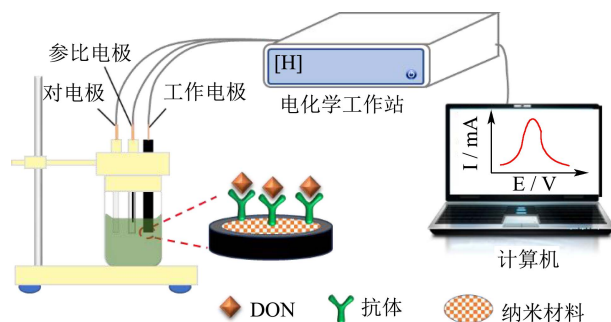 参比电极
对电极
工作电极
[H]
电化学工作站
I / mA
E / V
计算机
DON
抗体
纳米材料